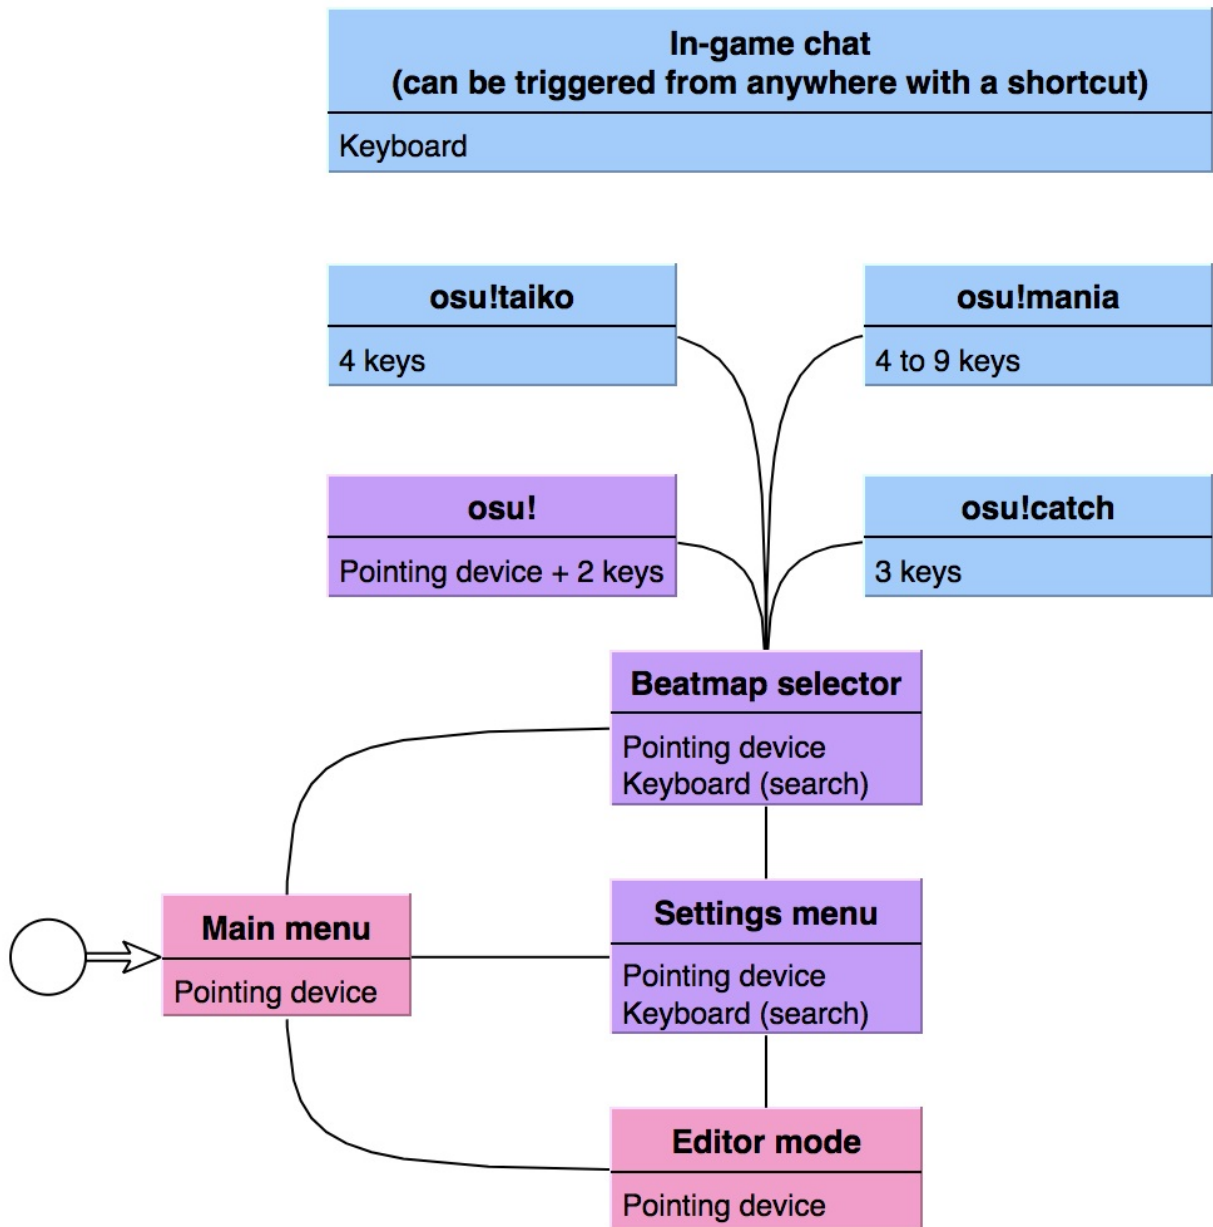 In-game chat
(can be triggered from anywhere with a shortcut)
Keyboard
osu!taiko
4 keys
osu!mania
4 to 9 keys
osu!
Pointing device + 2 keys
osu!catch
3 keys
Beatmap selector
Pointing device
Keyboard (search)
Main menu
Pointing device
Settings menu
Pointing device
Keyboard (search)
Editor mode
Pointing device